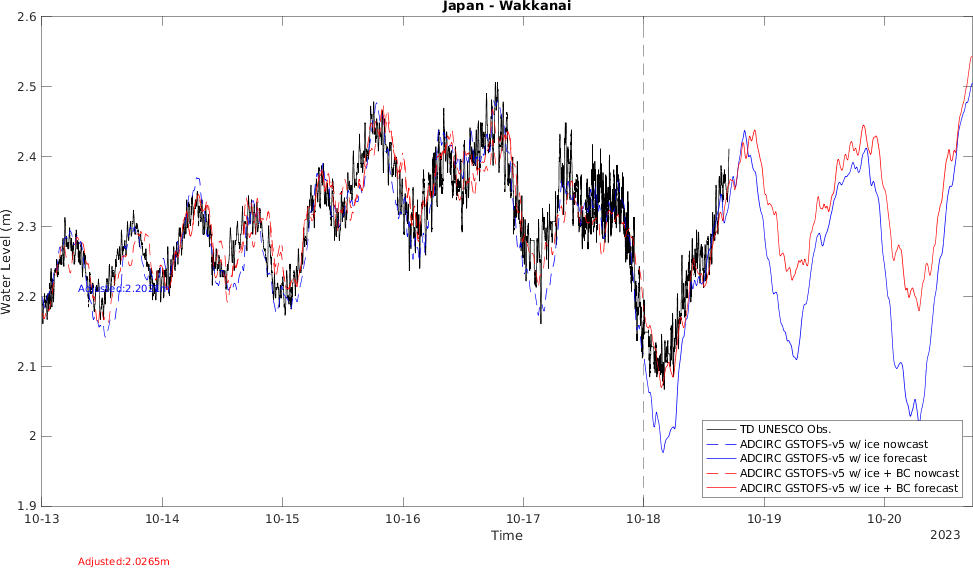 Japan - Wakkanai
Water Level (m)
2.6
2.5
2.4
2.3
2.2
2.1
2
1.9
Adjusted:2.20
TD UNESCO Obs.
ADCIRC GSTOFS-v5 w/ ice nowcast
ADCIRC GSTOFS-v5 w/ ice forecast
ADCIRC GSTOFS-v5 w/ ice + BC nowcast
ADCIRC GSTOFS-v5 w/ ice + BC forecast
10-13 10-14 10-15 10-16 10-17 10-18 10-19 10-20
Time
2023
Adjusted:2.0265m